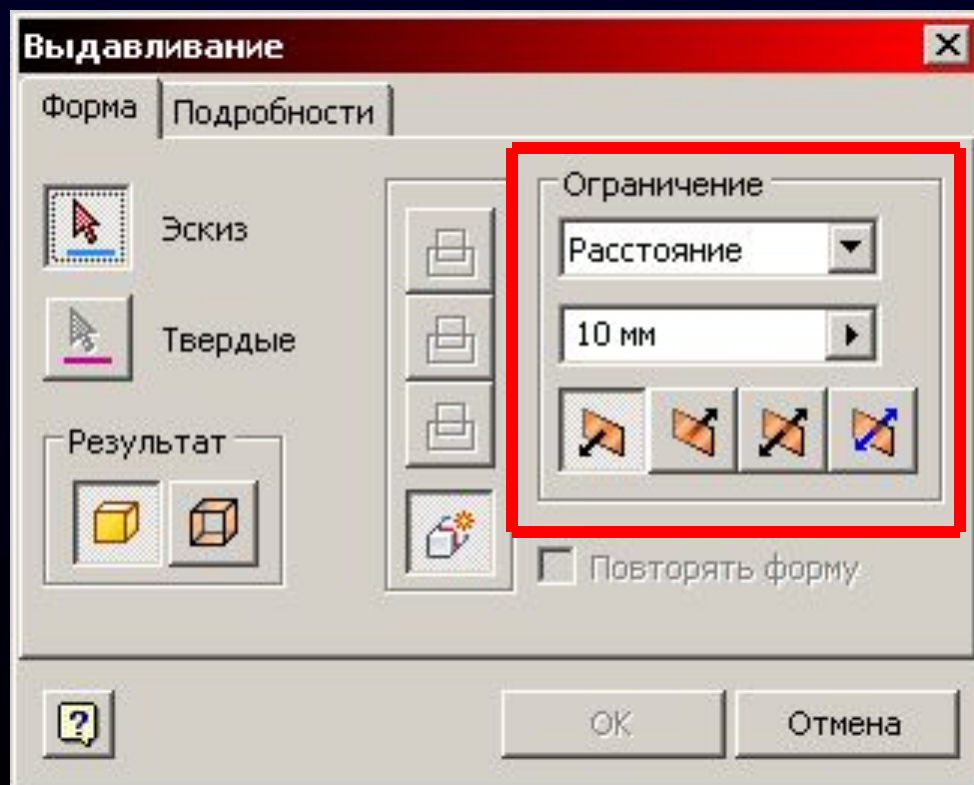 Выдавливание
Форма
Подробности
Эскиз
Твердые
Результат
Ограничение
Расстояние
10 мм
Повторять форму
OK
Отмена